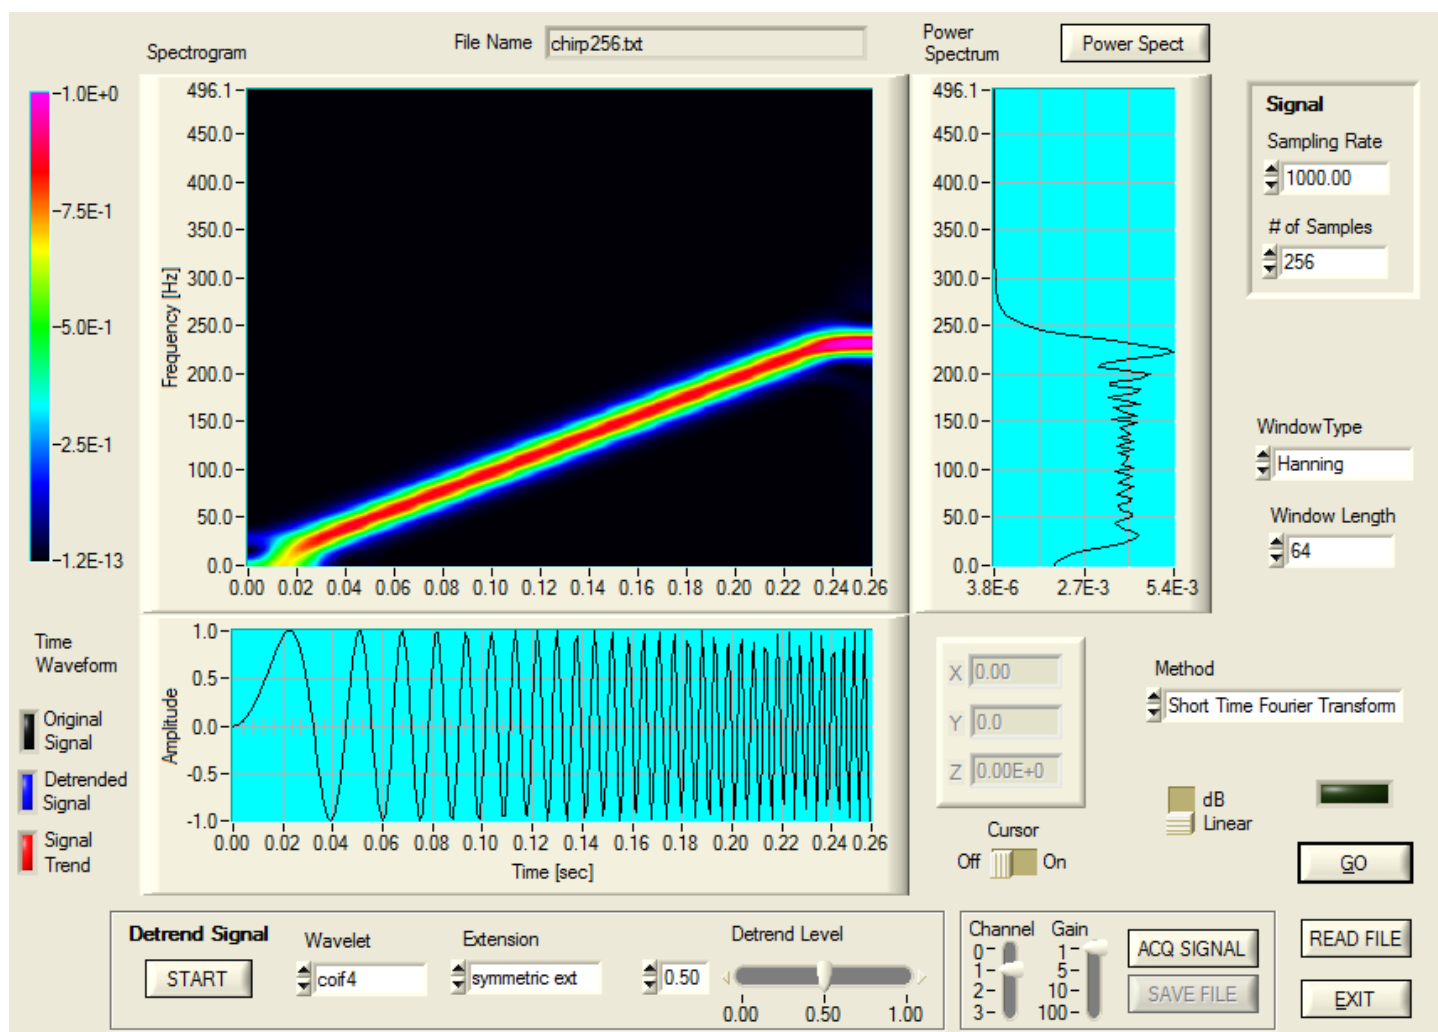 Spectrogram
File Name
chirp256.txt
Power
Spectrum
Power Spect
1.0E+0
7.5E-1
5.0E-1
2.5E-1
1.2E-13
Frequency [Hz]
496.1
450.0
400.0
350.0
300.0
250.0
200.0
150.0
100.0
50.0
0.0
0.00 0.02 0.04 0.06 0.08 0.10 0.12 0.14 0.16 0.18 0.20 0.22 0.24 0.26
496.1
450.0
400.0
350.0
300.0
250.0
200.0
150.0
100.0
50.0
0.0
3.8E-6 2.7E-3 5.4E-3
Signal
Sampling Rate
1000.00
# of Samples
256
Window Type
Hanning
Window Length
64
Time
Waveform
Original
Signal
Detrended
Signal
Signal
Trend
Amplitude
1.0
0.5
0.0
-0.5
-1.0
0.00 0.02 0.04 0.06 0.08 0.10 0.12 0.14 0.16 0.18 0.20 0.22 0.24 0.26
Time [sec]
X 0.00
Y 0.0
Z 0.00E+0
Cursor
Off On
Method
Short Time Fourier Transform
dB
Linear
GO
READ FILE
EXIT
Detrend Signal
START
Wavelet
coif4
Extension
symmetric ext
Detrend Level
0.50
0.00 0.50 1.00
Channel
0
1
2
3
Gain
1
5
10
100
ACQ SIGNAL
SAVE FILE